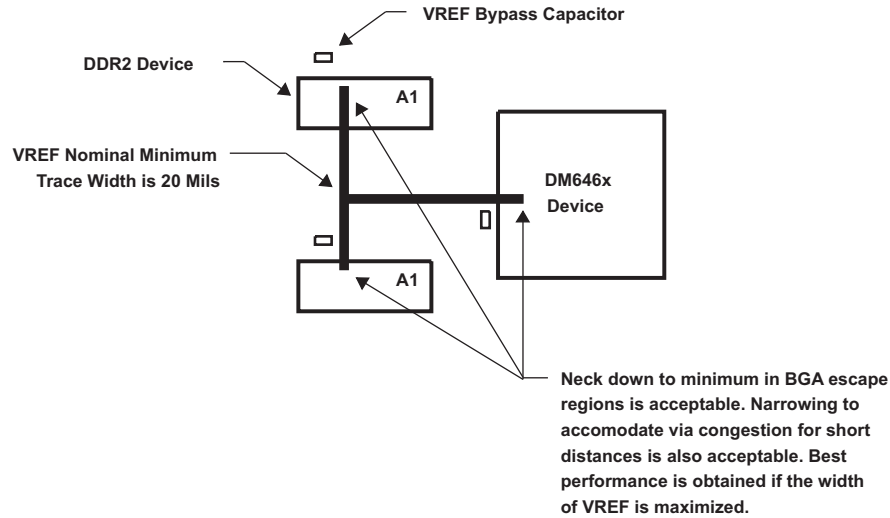 VREF Bypass Capacitor
DDR2 Device
A1
VREF Nominal Minimum
Trace Width is 20 Mils
DM646x
Device
A1
Neck down to minimum in BGA escape
regions is acceptable. Narrowing to
accomodate via congestion for short
distances is also acceptable. Best
performance is obtained if the width
of VREF is maximized.